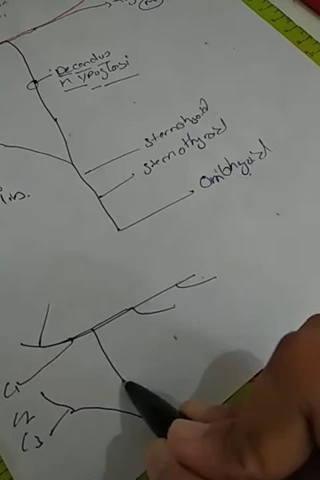 Decendus
hypoglosi
sternohyoid
sternothyroid
Omohyoid
C1
C2
C3